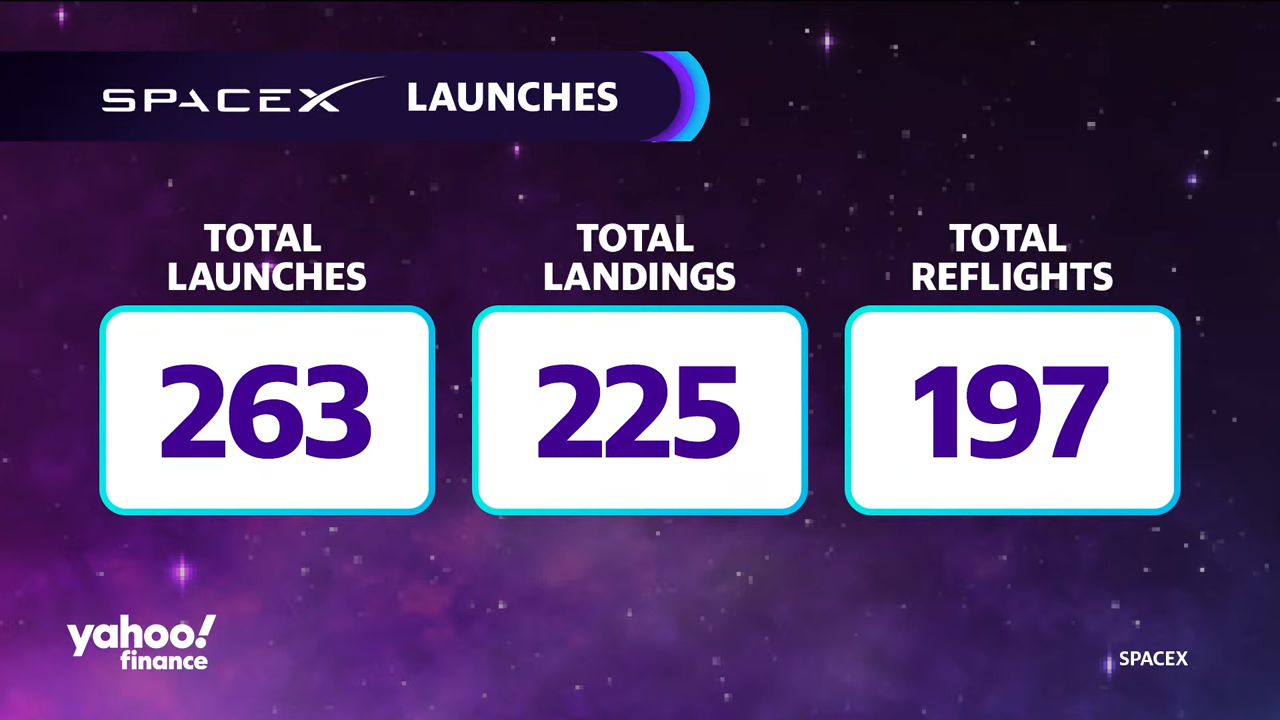 SPACEX LAUNCHES
TOTAL
LAUNCHES
263
TOTAL
LANDINGS
225
TOTAL
REFLIGHTS
197
yahoo!
finance
SPACEX